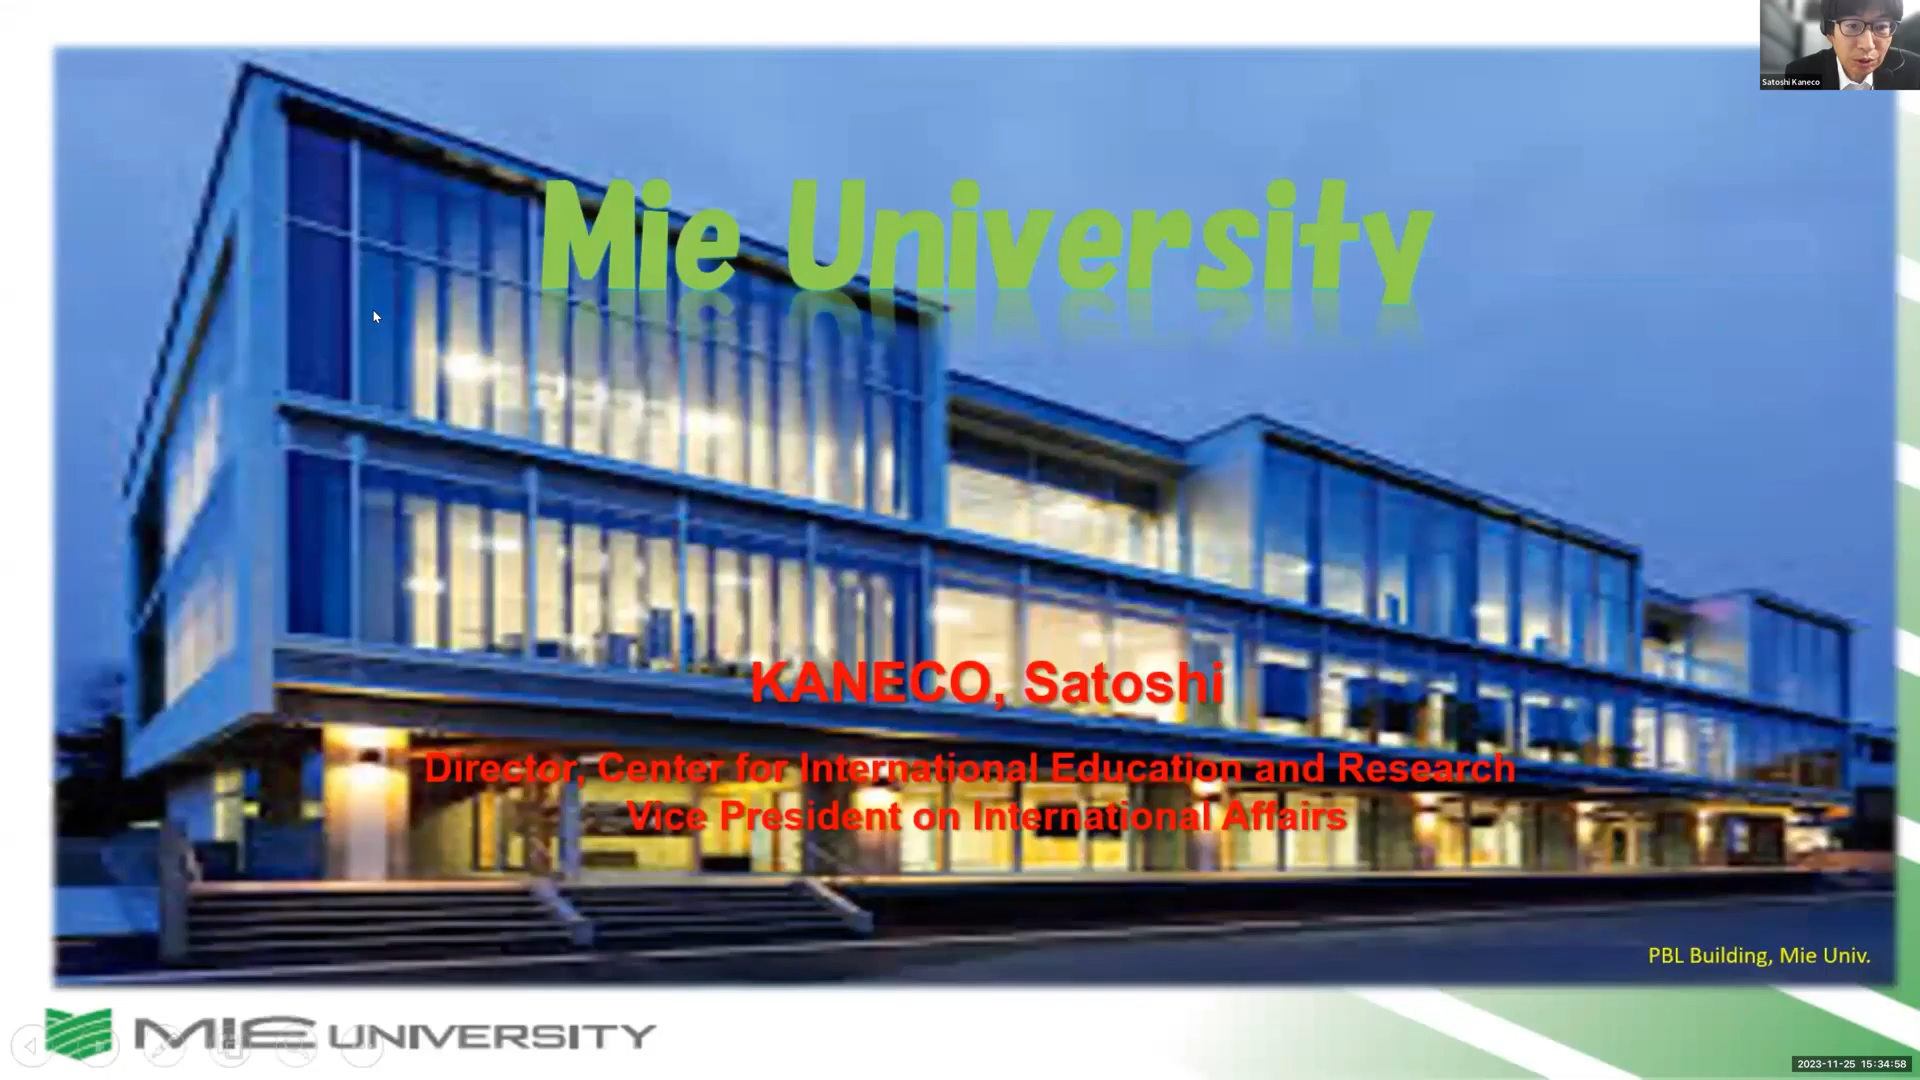 Satoshi Kaneco
Mie University
KANECO, Satoshi
Director, Center for International Education and Research
Vice President on International Affairs
PBL Building, Mie Univ.
MIE UNIVERSITY
2023-11-25 15:34:58